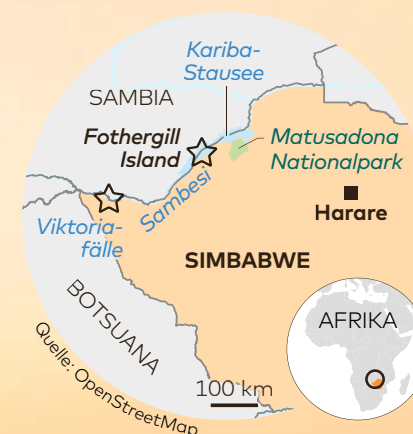 Kariba-
Stausee
SAMBIA
Fothergill
Island
Matusadona
Nationalpark
Sambesi
Harare
Viktoria-
fälle
SIMBABWE
BOTSUANA
AFRIKA
100 km
Quelle: OpenStreetMap